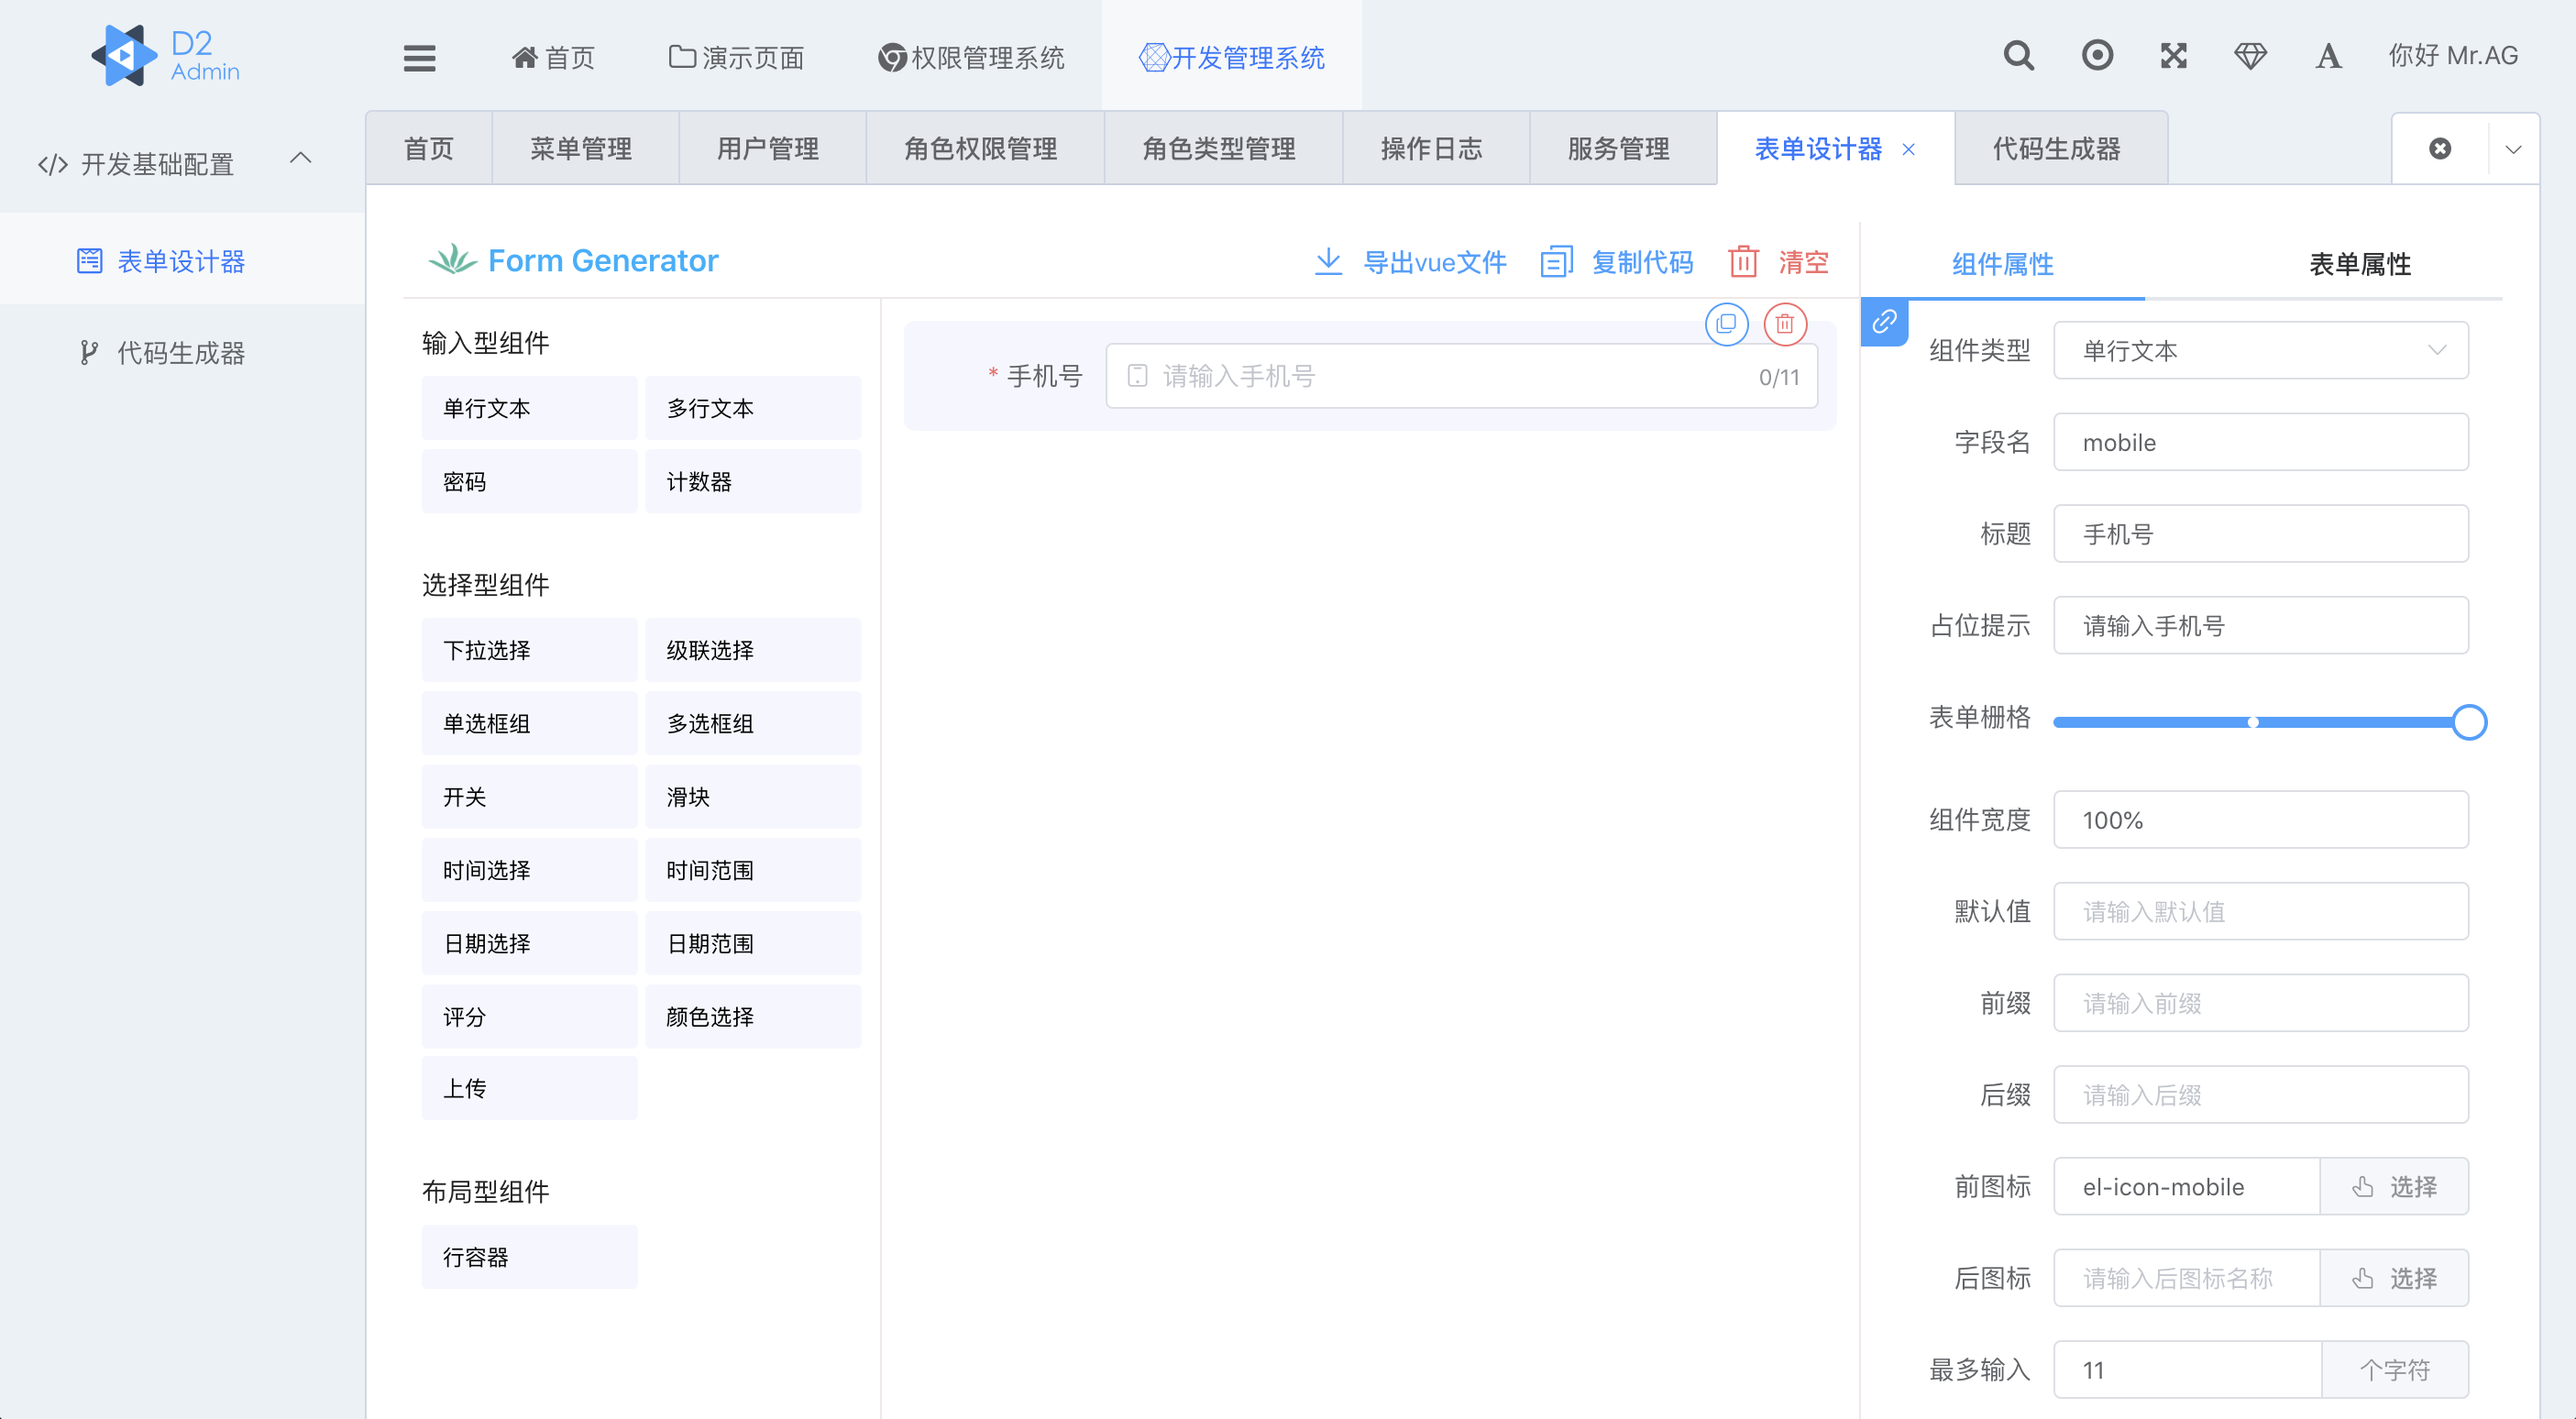 D2
Admin
首页
演示页面
权限管理系统
开发管理系统
你好 Mr.AG
开发基础配置
表单设计器
代码生成器
首页
菜单管理
用户管理
角色权限管理
角色类型管理
操作日志
服务管理
表单设计器
代码生成器
Form Generator
导出vue文件
复制代码
清空
输入型组件
单行文本
多行文本
密码
计数器
选择型组件
下拉选择
级联选择
单选框组
多选框组
开关
滑块
时间选择
时间范围
日期选择
日期范围
评分
颜色选择
上传
布局型组件
行容器
* 手机号
请输入手机号
0/11
组件属性
表单属性
组件类型
单行文本
字段名
mobile
标题
手机号
占位提示
请输入手机号
表单栅格
组件宽度
100%
默认值
请输入默认值
前缀
请输入前缀
后缀
请输入后缀
前图标
el-icon-mobile
选择
后图标
请输入后图标名称
选择
最多输入
11
个字符